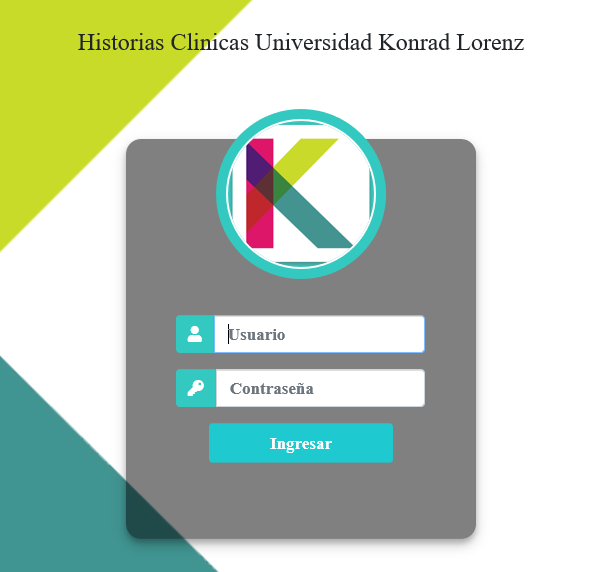 Historias Clinicas Universidad Konrad Lorenz
Usuario
Contraseña
Ingresar